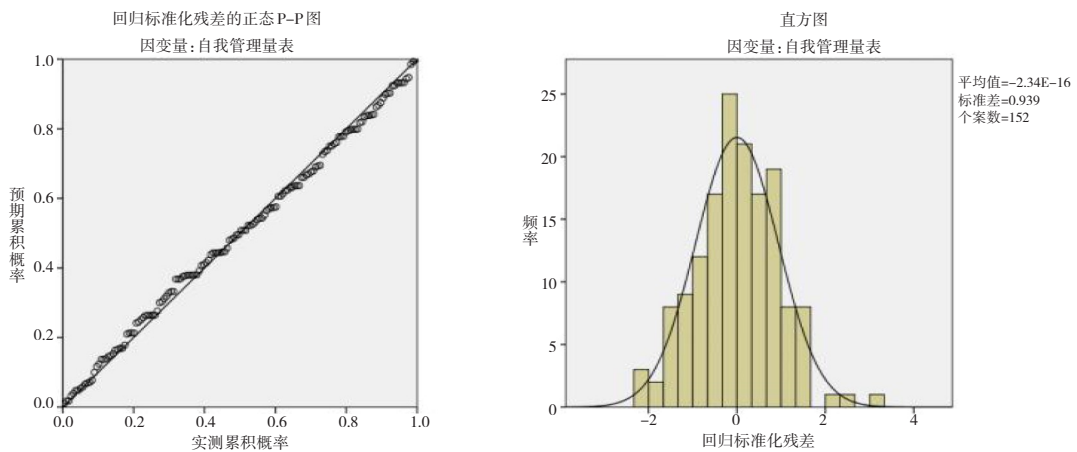 回归标准化残差的正态P-P图
因变量:自我管理量表
1.0
0.8
0.6
0.4
0.2
0.0
预期累积概率
0.0 0.2 0.4 0.6 0.8 1.0
实测累积概率
直方图
因变量:自我管理量表
平均值=-2.34E-16
标准差=0.939
个案数=152
25
20
15
10
5
0
频率
-2 0 2 4
回归标准化残差